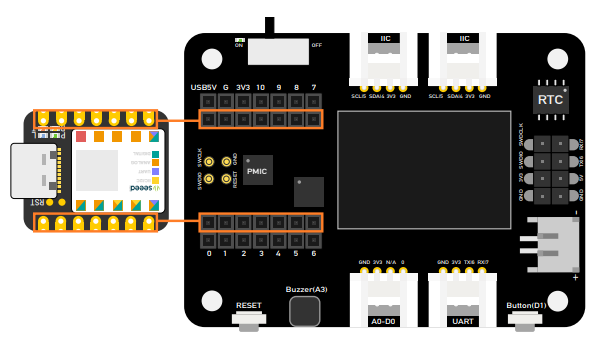 IIC
IIC
ON
OFF
USB5V G 3V3 10 9 8 7
SCL/5 SDA/4 3V3 GND
SCL/5 SDA/4 3V3 GND
RTC
SWDCLK
RX/7
SWDIO
TX/6
3V3
5V
GND
GND
SWCLK
GND
SWDIO
RESET
PMIC
RST
seeed
0 1 2 3 4 5 6
GND 3V3 N/A 0
GND 3V3 TX/6 RX/7
-
+
Buzzer(A3)
RESET
A0-D0
UART
Button(D1)